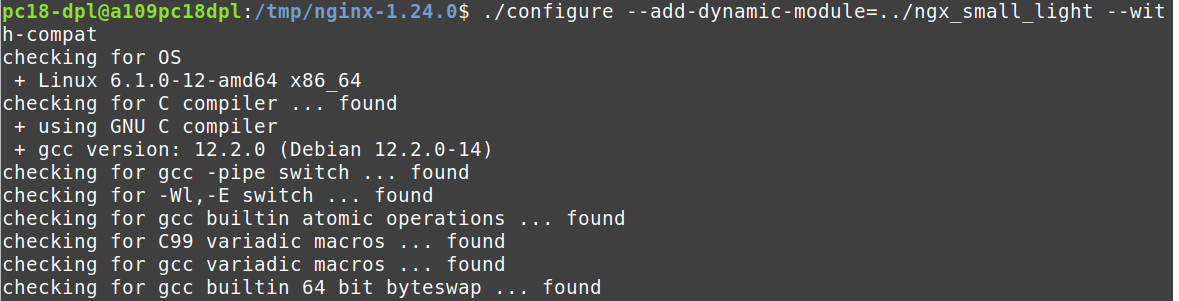 pc18-dpl@a109pc18dpl:/tmp/nginx-1.24.0$ ./configure --add-dynamic-module=../ngx_small_light --wit
h-compat
checking for OS
 + Linux 6.1.0-12-amd64 x86_64
checking for C compiler ... found
 + using GNU C compiler
 + gcc version: 12.2.0 (Debian 12.2.0-14)
checking for gcc -pipe switch ... found
checking for -Wl,-E switch ... found
checking for gcc builtin atomic operations ... found
checking for C99 variadic macros ... found
checking for gcc variadic macros ... found
checking for gcc builtin 64 bit byteswap ... found